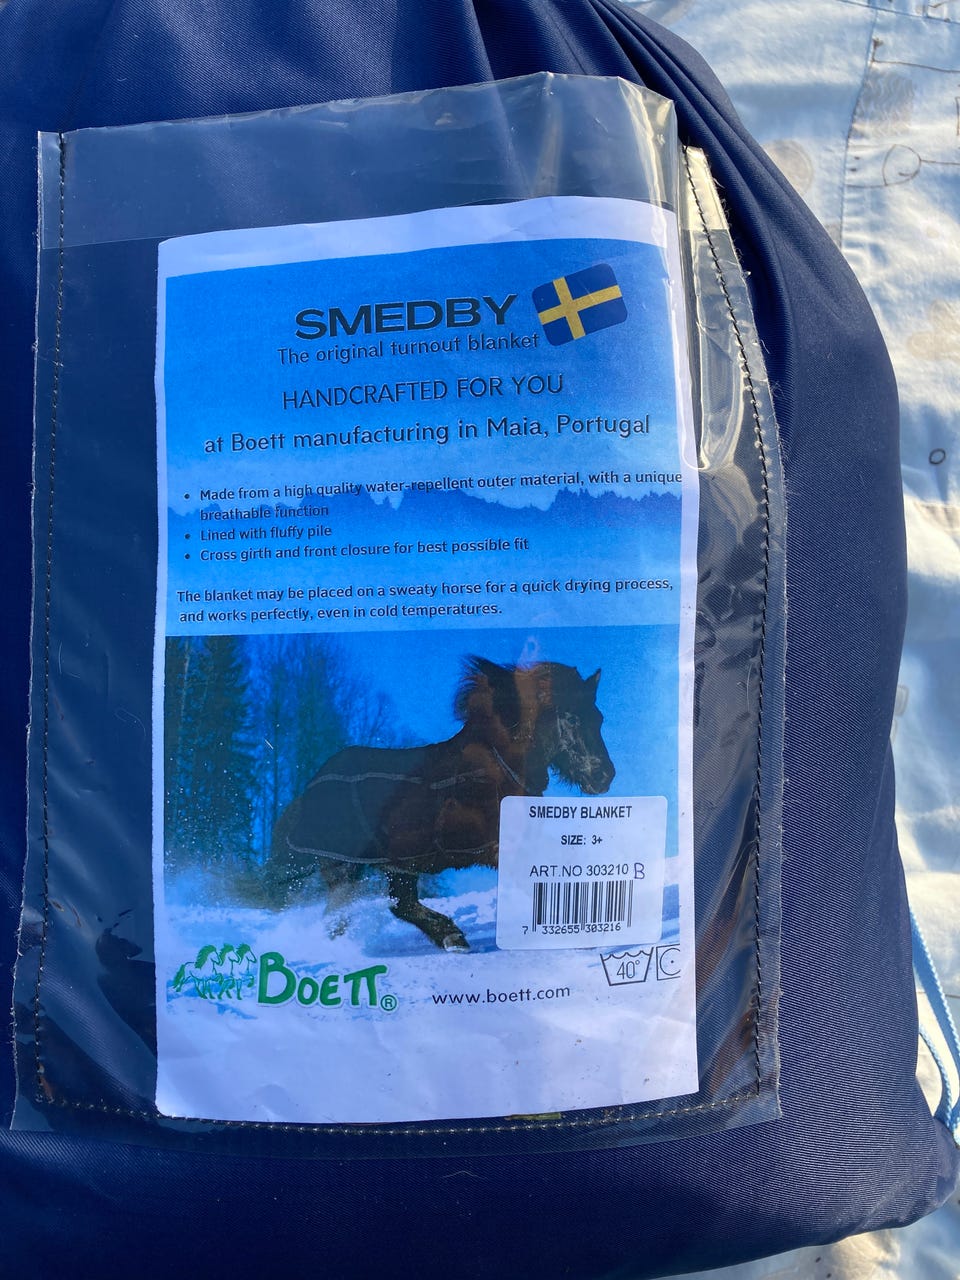 SMEDBY
The original turnout blanket
HANDCRAFTED FOR YOU
at Boett manufacturing in Maia, Portugal
• Made from a high quality water-repellent outer material, with a unique
breathable function
• Lined with fluffy pile
• Cross girth and front closure for best possible fit
The blanket may be placed on a sweaty horse for a quick drying process,
and works perfectly, even in cold temperatures.
SMEDBY BLANKET
SIZE: 3+
ART.NO 303210 B
7 332655 303216
BOETT®
www.boett.com
40°